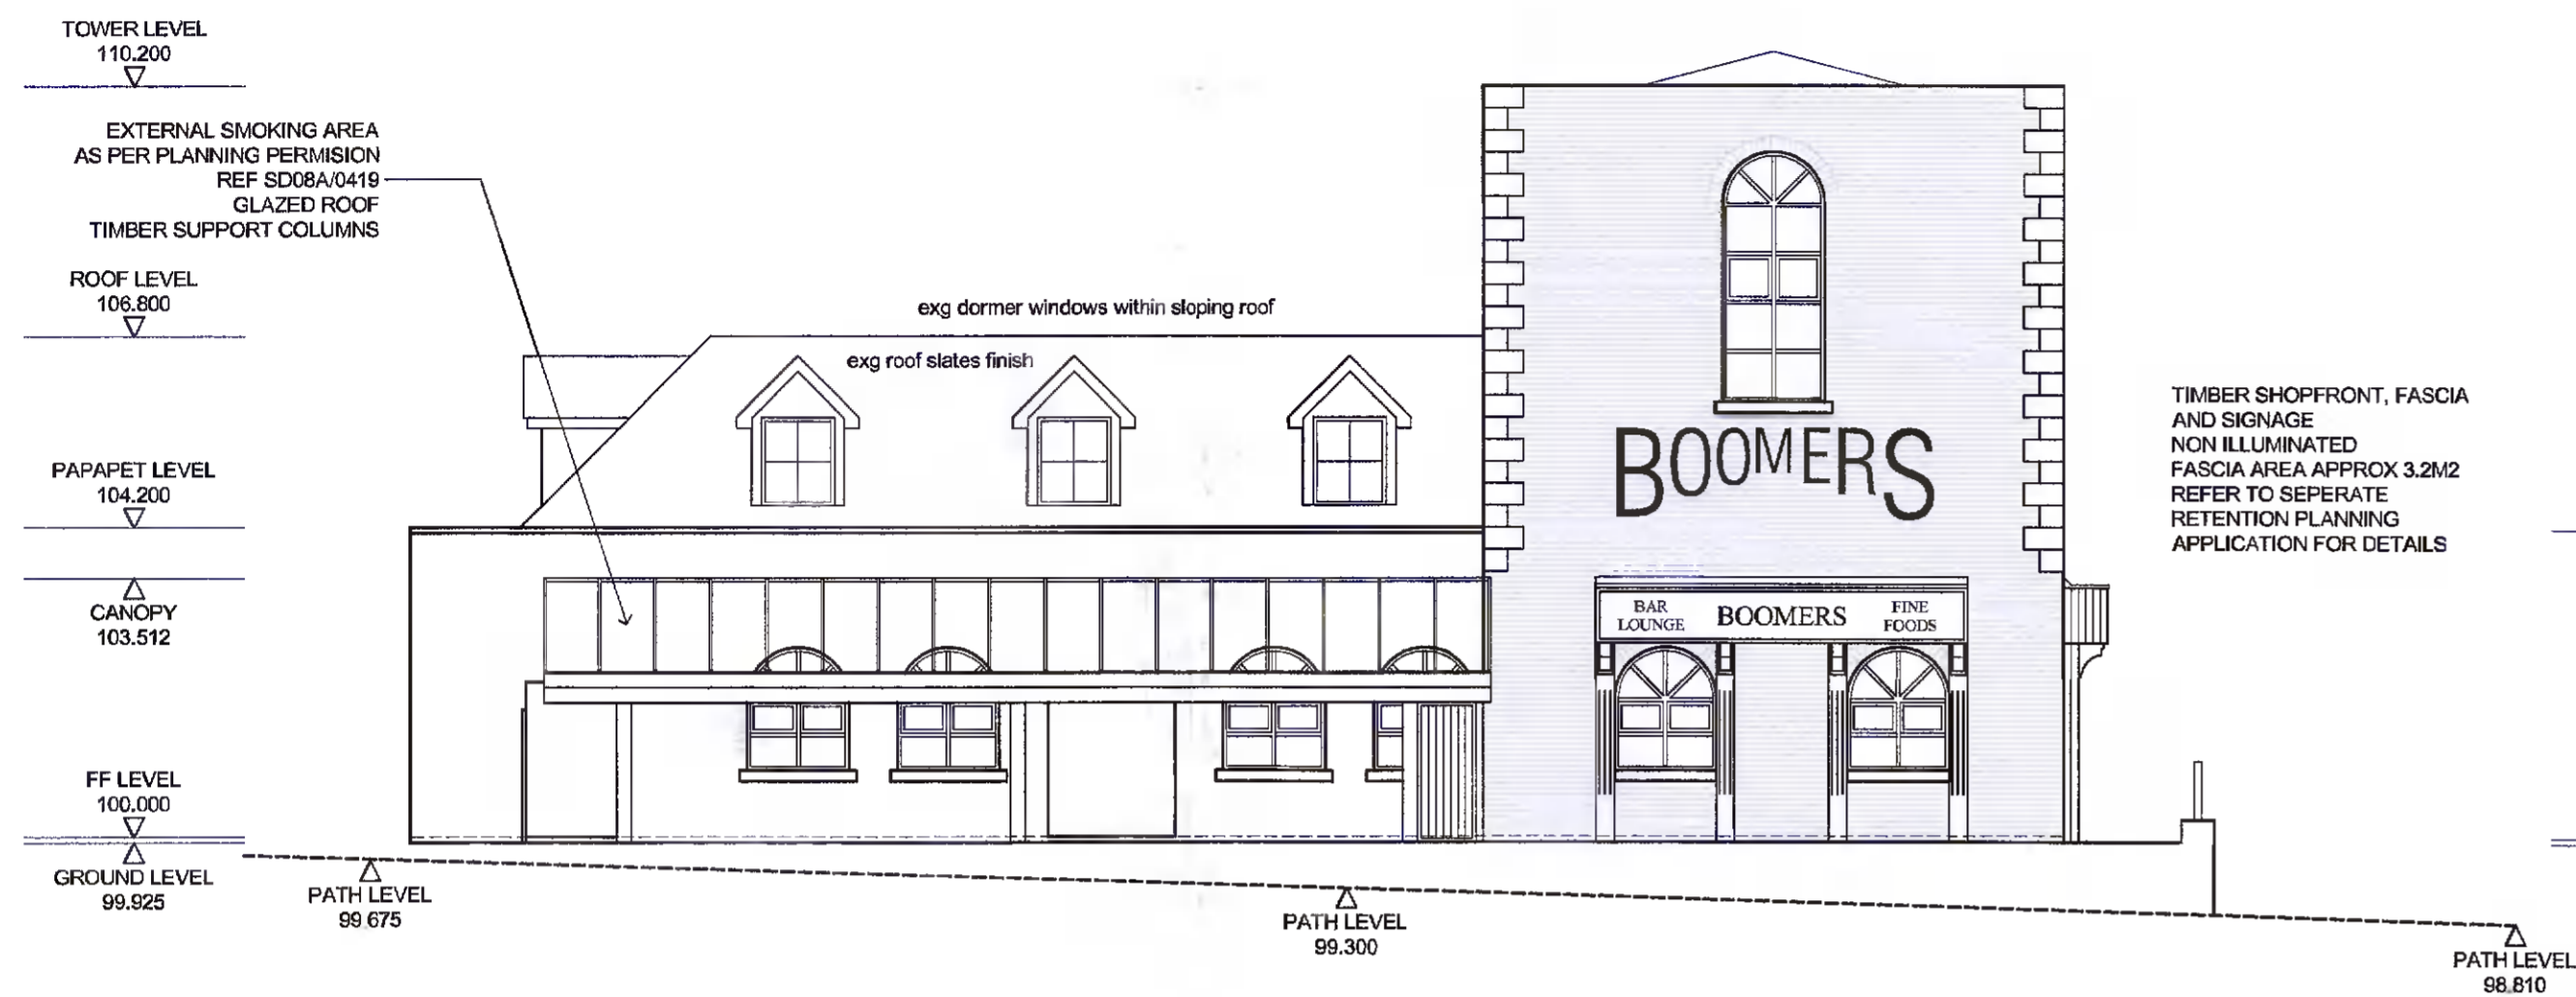 TOWER LEVEL
110.200
EXTERNAL SMOKING AREA
AS PER PLANNING PERMISION
REF SD08A/0419
GLAZED ROOF
TIMBER SUPPORT COLUMNS
ROOF LEVEL
106.800
exg dormer windows within sloping roof
exg roof slates finish
PAPAPET LEVEL
104.200
BOOMERS
TIMBER SHOPFRONT, FASCIA
AND SIGNAGE
NON ILLUMINATED
FASCIA AREA APPROX 3.2M2
REFER TO SEPERATE
RETENTION PLANNING
APPLICATION FOR DETAILS
CANOPY
103.512
BAR
LOUNGE
BOOMERS
FINE
FOODS
FF LEVEL
100.000
GROUND LEVEL
99.925
PATH LEVEL
99.675
PATH LEVEL
99.300
PATH LEVEL
98.810